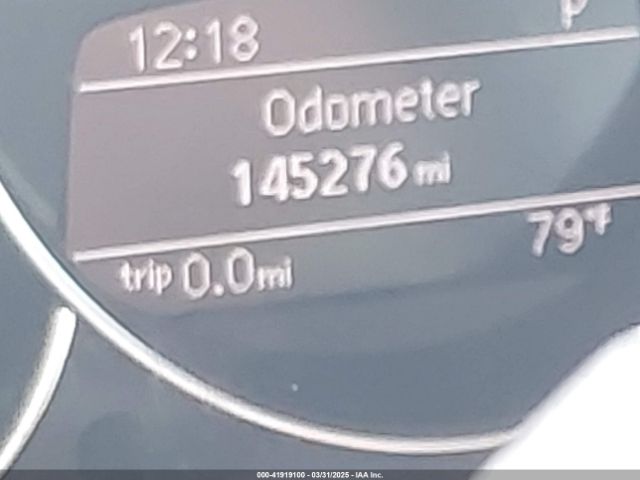 12:18 P
Odometer
145276 mi
79°F
trip 0.0 mi
000-41919100 - 03/31/2025 - IAA Inc.